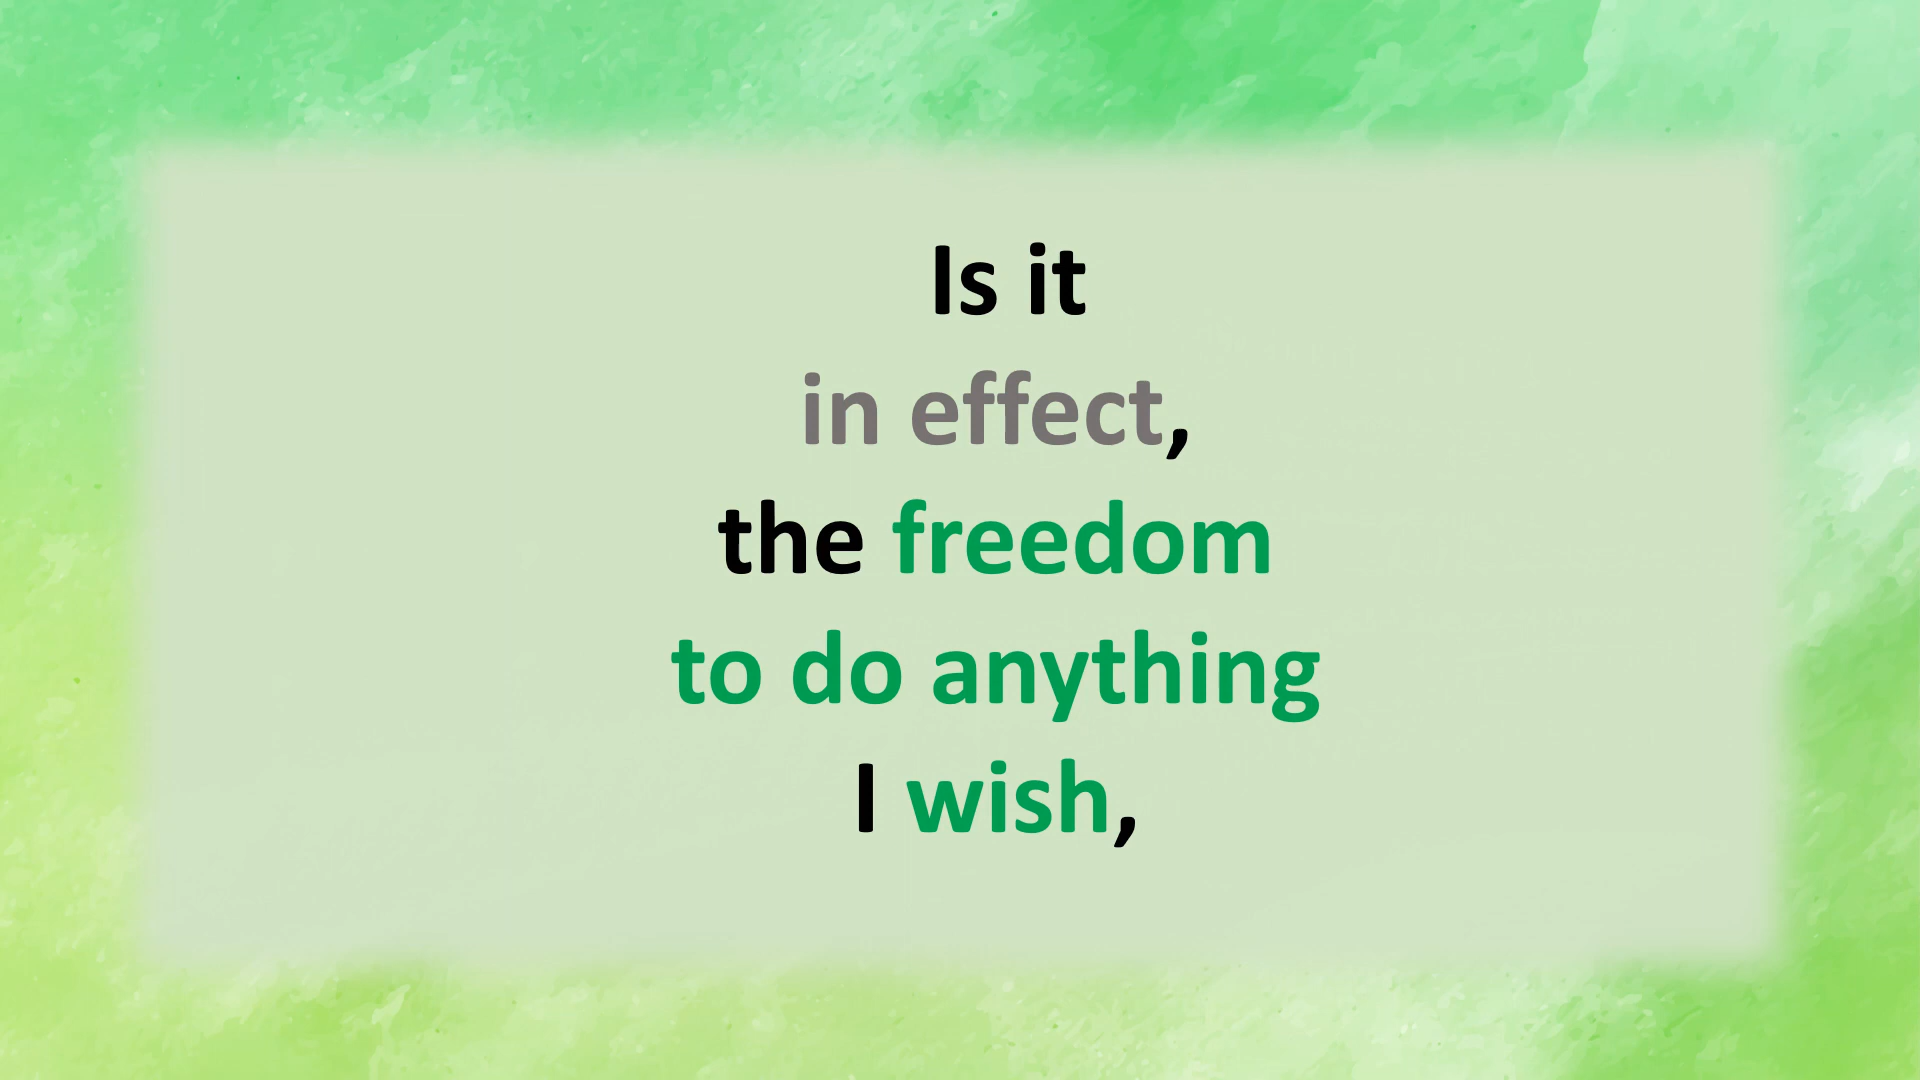 Is it
in effect,
the freedom
to do anything
I wish,